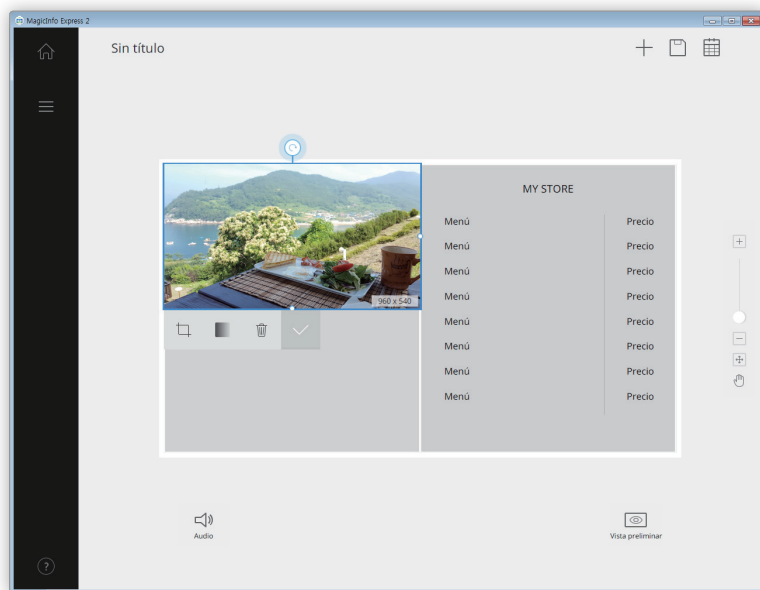 MagicInfo Express 2
Sin título
MY STORE
Menú Precio
Menú Precio
Menú Precio
Menú Precio
Menú Precio
Menú Precio
Menú Precio
Menú Precio
960 x 540
Audio
Vista preliminar
?